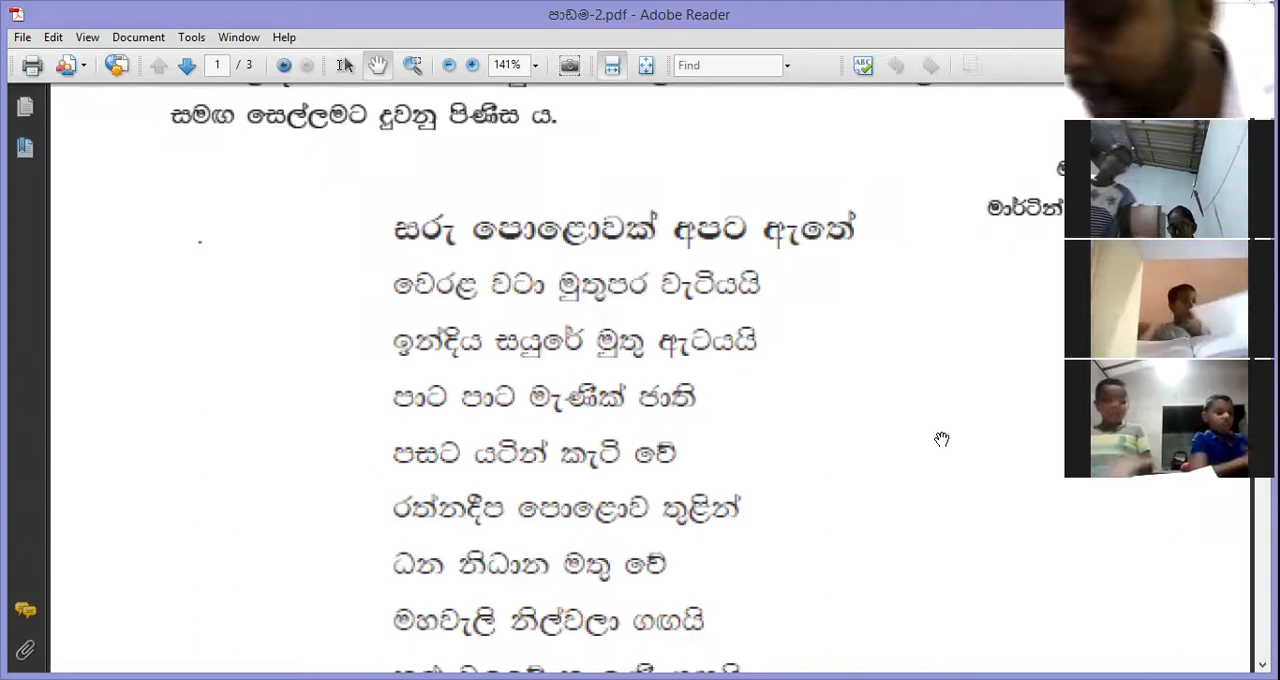 පාඩම-2.pdf - Adobe Reader
File Edit View Document Tools Window Help
1 / 3 141% Find
සමඟ සෙල්ලමට දුවනු පිණිස ය.
මාර්ටින්
සරු පොළොවක් අපට ඇතේ
වෙරළ වටා මුතුපර වැටියයි
ඉන්දිය සයුරේ මුතු ඇටයයි
පාට පාට මැණික් ජාති
පසට යටින් කැටි වේ
රත්නදීප පොළොව තුළින්
ධන නිධාන මතු වේ
මහවැලි නිල්වලා ගඟයි